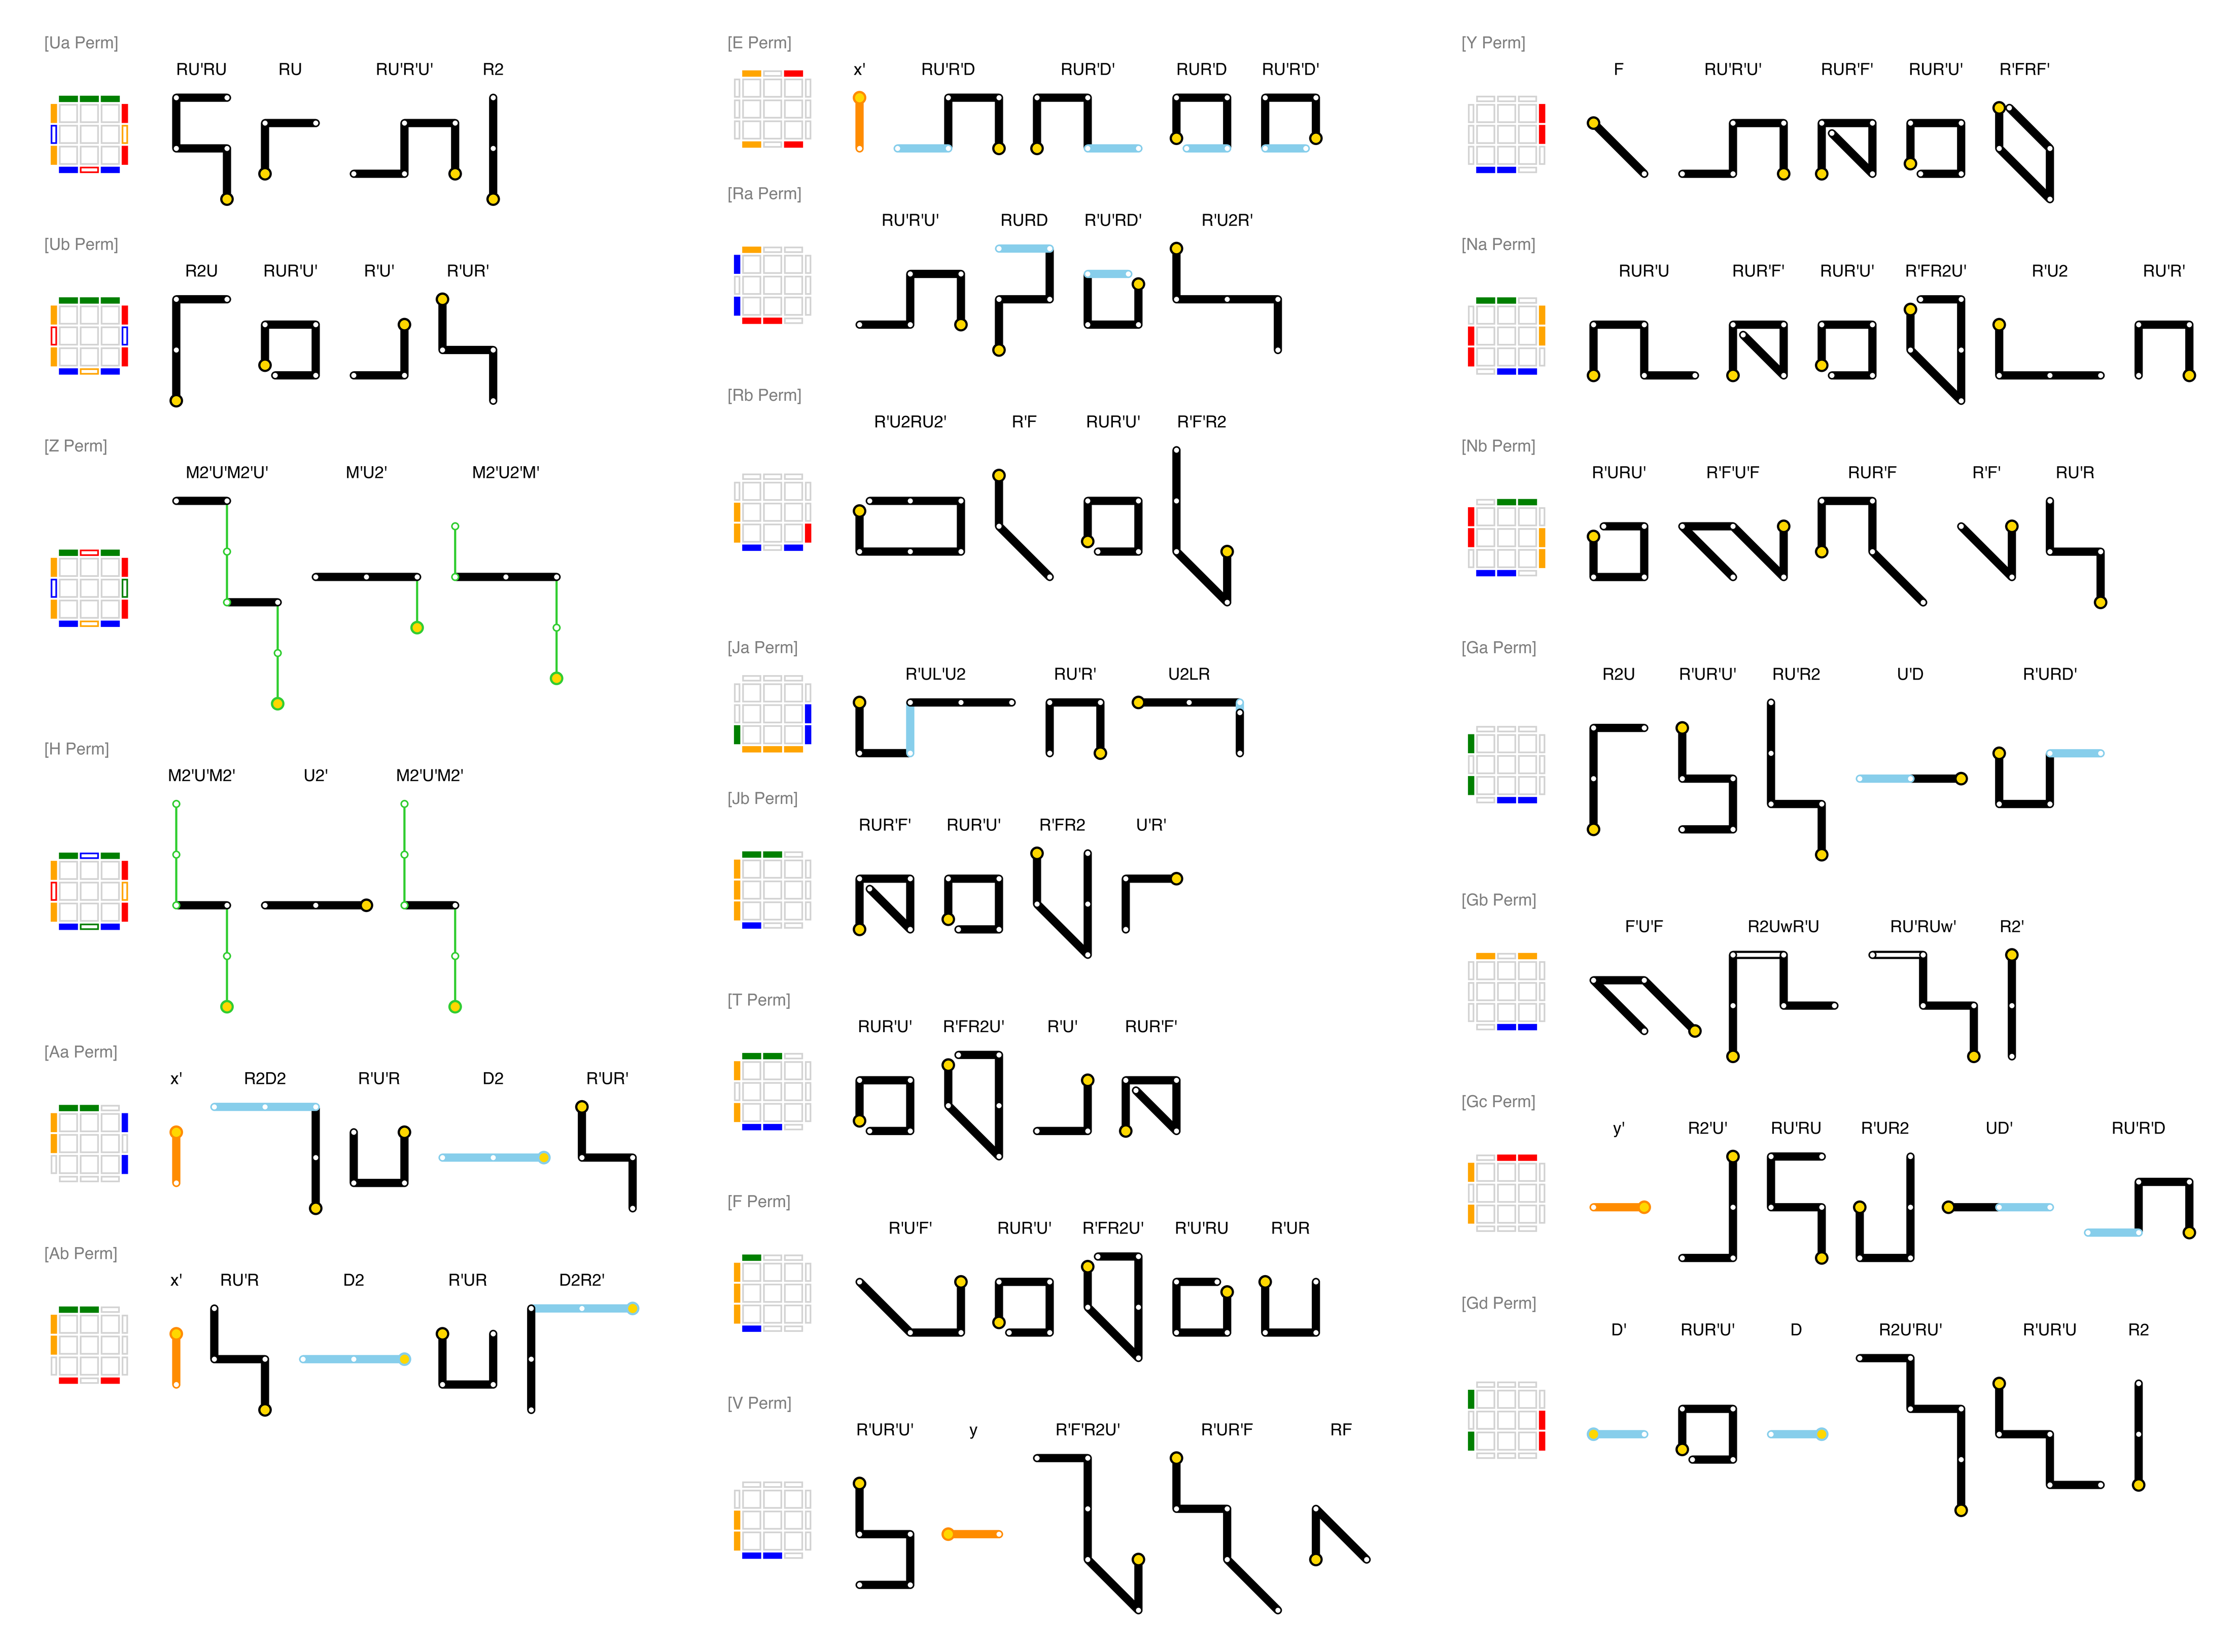 [Ua Perm]
RU'RU RU RU'R'U' R2
[Ub Perm]
R2U RUR'U' R'U' R'UR'
[Z Perm]
M2'U'M2'U' M'U2' M2'U2'M'
[H Perm]
M2'U'M2' U2' M2'U'M2'
[Aa Perm]
x' R2D2 R'U'R D2 R'UR'
[Ab Perm]
x' RU'R D2 R'UR D2R2'
[E Perm]
x' RU'R'D RUR'D' RUR'D RU'R'D'
[Ra Perm]
RU'R'U' RURD R'U'RD' R'U2R'
[Rb Perm]
R'U2RU2' R'F RUR'U' R'F'R2
[Ja Perm]
R'UL'U2 RU'R' U2LR
[Jb Perm]
RUR'F' RUR'U' R'FR2 U'R'
[T Perm]
RUR'U' R'FR2U' R'U' RUR'F'
[F Perm]
R'U'F' RUR'U' R'FR2U' R'U'RU R'UR
[V Perm]
R'UR'U' y R'F'R2U' R'UR'F RF
[Y Perm]
F RU'R'U' RUR'F' RUR'U' R'FRF'
[Na Perm]
RUR'U RUR'F' RUR'U' R'FR2U' R'U2 RU'R'
[Nb Perm]
R'URU' R'F'U'F RUR'F R'F' RU'R
[Ga Perm]
R2U R'UR'U' RU'R2 U'D R'URD'
[Gb Perm]
F'U'F R2UwR'U RU'RUw' R2'
[Gc Perm]
y' R2'U' RU'RU R'UR2 UD' RU'R'D
[Gd Perm]
D' RUR'U' D R2U'RU' R'UR'U R2